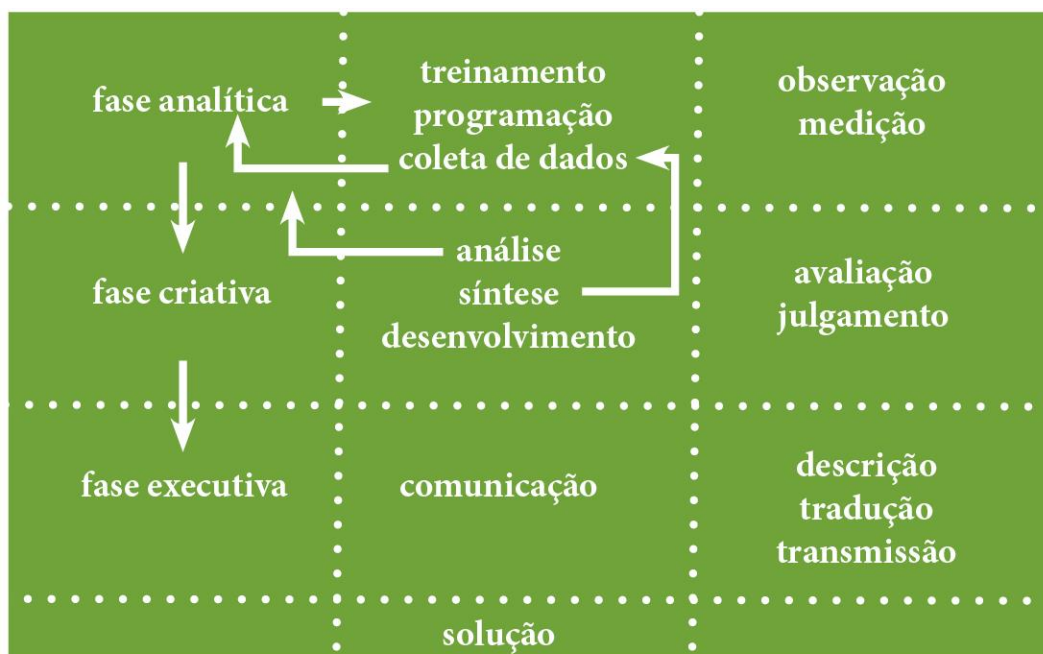 fase analítica
treinamento
programação
coleta de dados
observação
medição
fase criativa
análise
síntese
desenvolvimento
avaliação
julgamento
fase executiva
comunicação
descrição
tradução
transmissão
solução